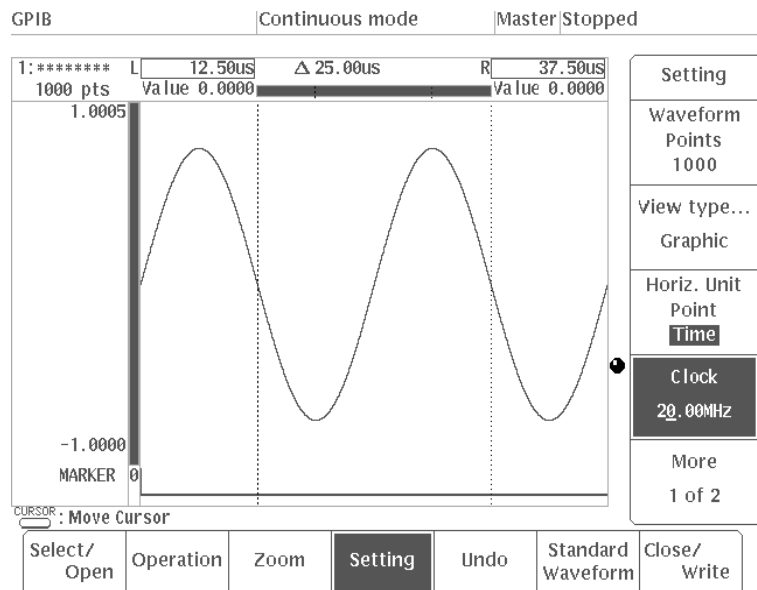 GPIB Continuous mode Master Stopped
1:******** L 12.50us Δ 25.00us R 37.50us
1000 pts Value 0.0000 Value 0.0000
1.0005
-1.0000
MARKER 0
CURSOR : Move Cursor
Setting
Waveform
Points
1000
View type...
Graphic
Horiz. Unit
Point
Time
Clock
20.00MHz
More
1 of 2
Select/
Open
Operation
Zoom
Setting
Undo
Standard
Waveform
Close/
Write